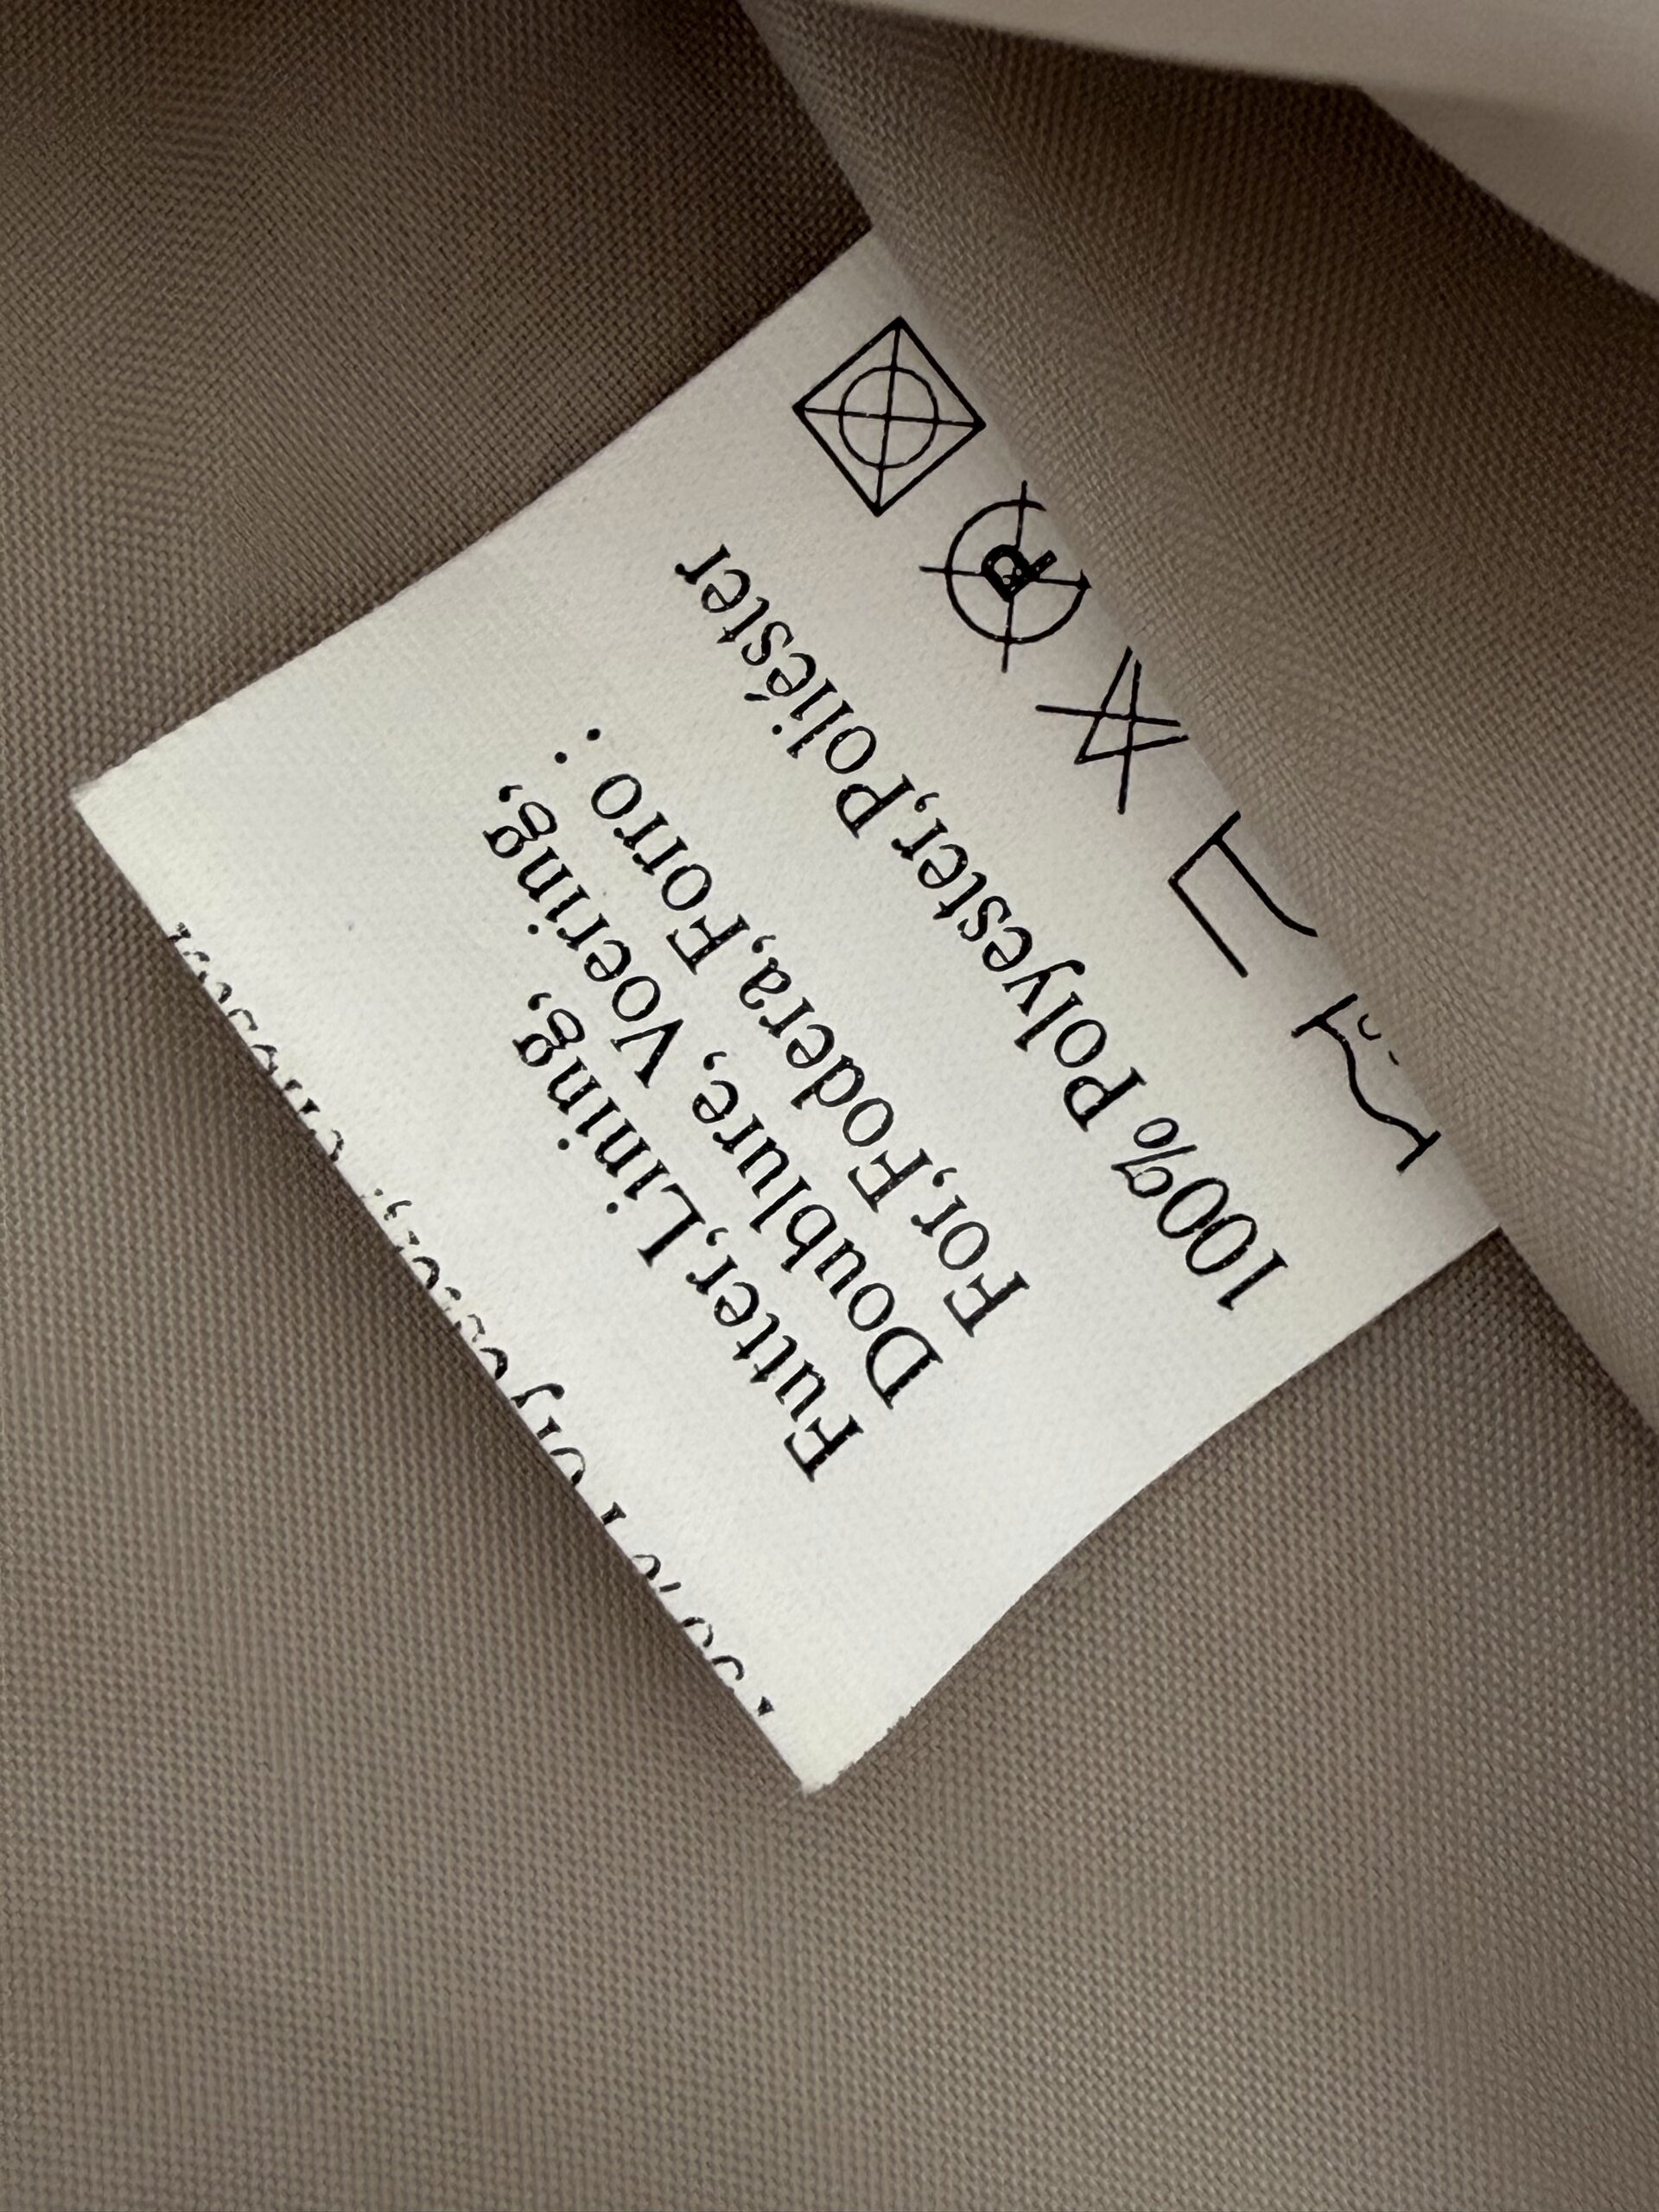 Futter,Lining,
Doublure,Voering,
For,Fodera,Forro :
100% Polyester,Poliéster
P